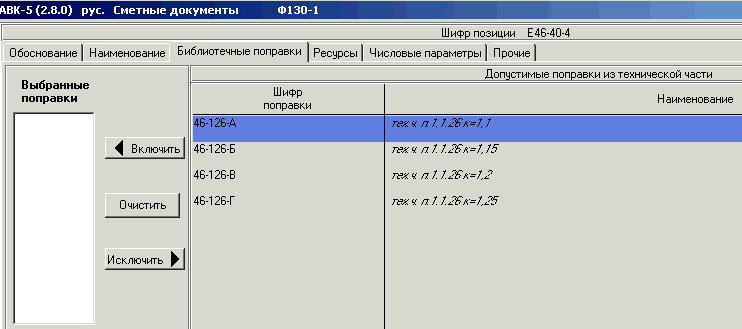 АВК-5 (2.8.0) рус. Сметные документы Ф130-1
Шифр позиции Е46-40-4
Обоснование Наименование Библиотечные поправки Ресурсы Числовые параметры Прочие
Выбранные поправки
Включить
Очистить
Исключить
Допустимые поправки из технической части
Шифр поправки Наименование
46-126-А тех.ч. п.1.1.26 к=1,1
46-126-Б тех.ч. п.1.1.26 к=1,15
46-126-В тех.ч. п.1.1.26 к=1,2
46-126-Г тех.ч. п.1.1.26 к=1,25